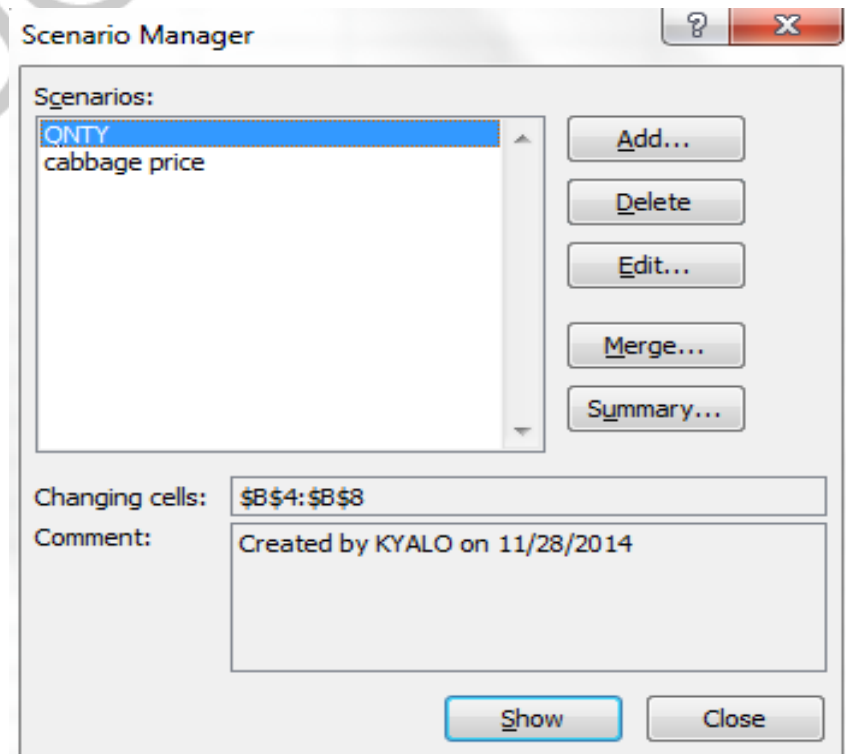 Scenario Manager
?
Scenarios:
QNTY
cabbage price
Add...
Delete
Edit...
Merge...
Summary...
Changing cells: $B$4:$B$8
Comment: Created by KYALO on 11/28/2014
Show Close